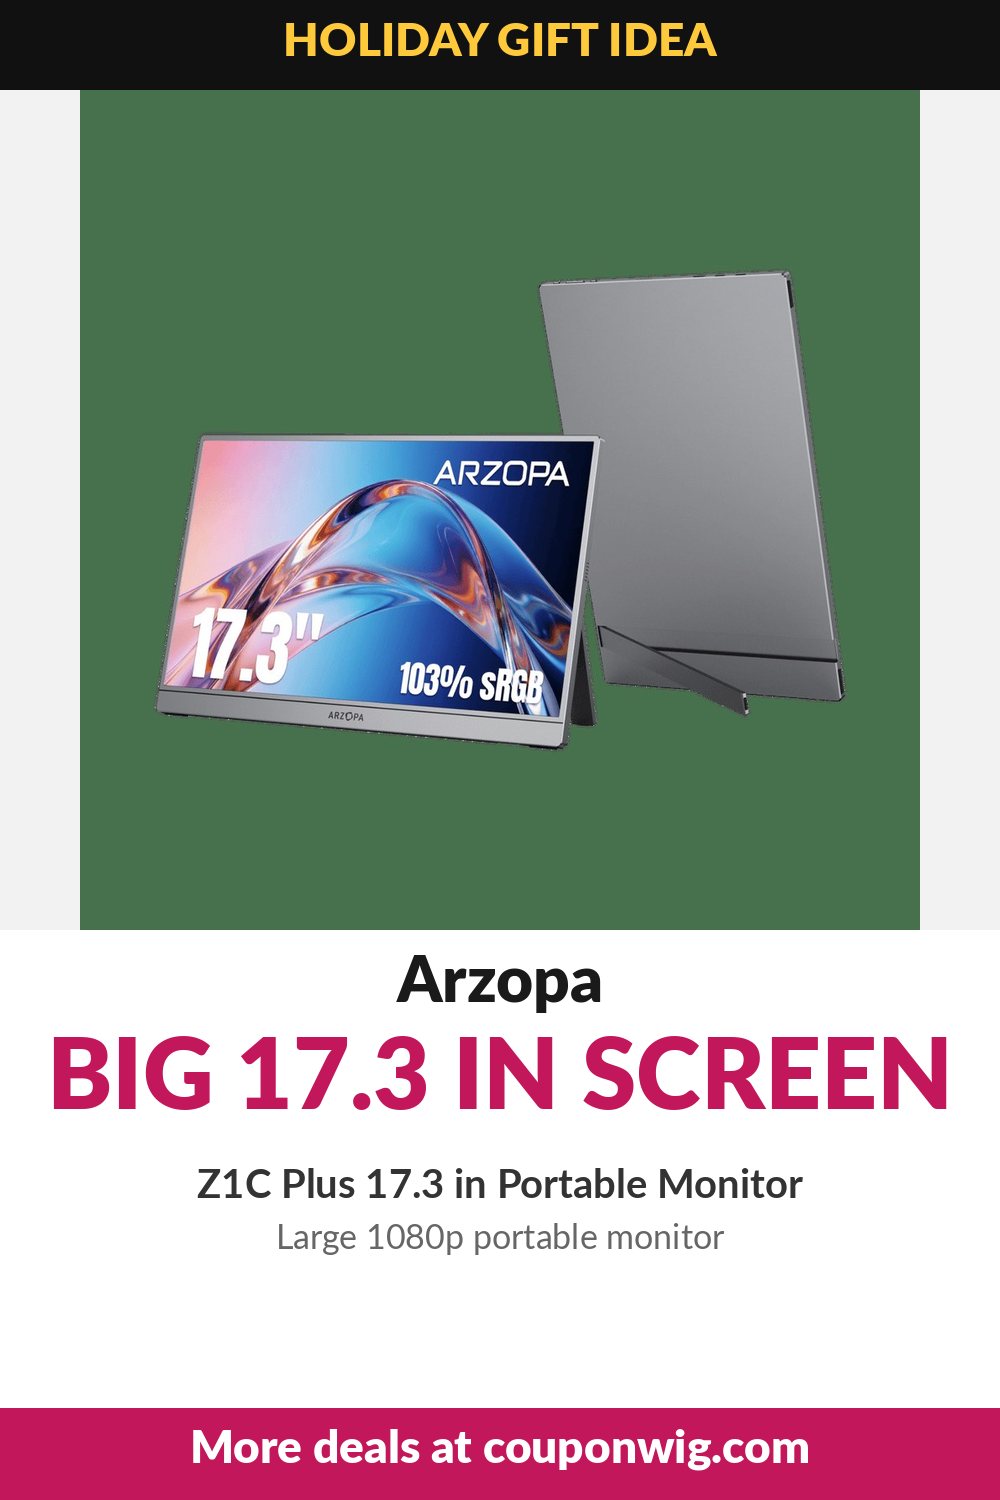 HOLIDAY GIFT IDEA
ARZOPA
17.3"
103% sRGB
ARZOPA
Arzopa
BIG 17.3 IN SCREEN
Z1C Plus 17.3 in Portable Monitor
Large 1080p portable monitor
More deals at couponwig.com